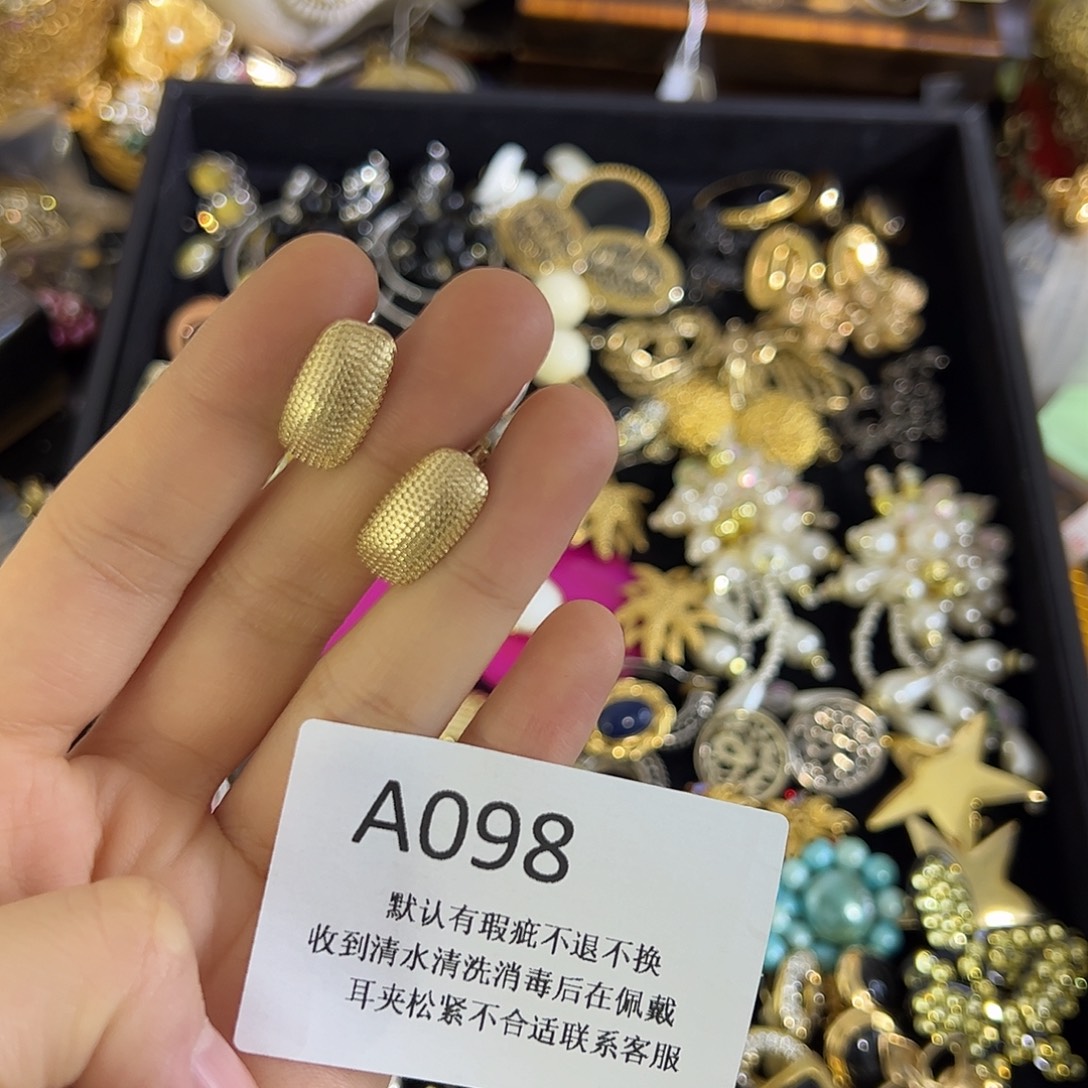 A098
默认有瑕疵不退不换
收到清水清洗消毒后在佩戴
耳夹松紧不合适联系客服